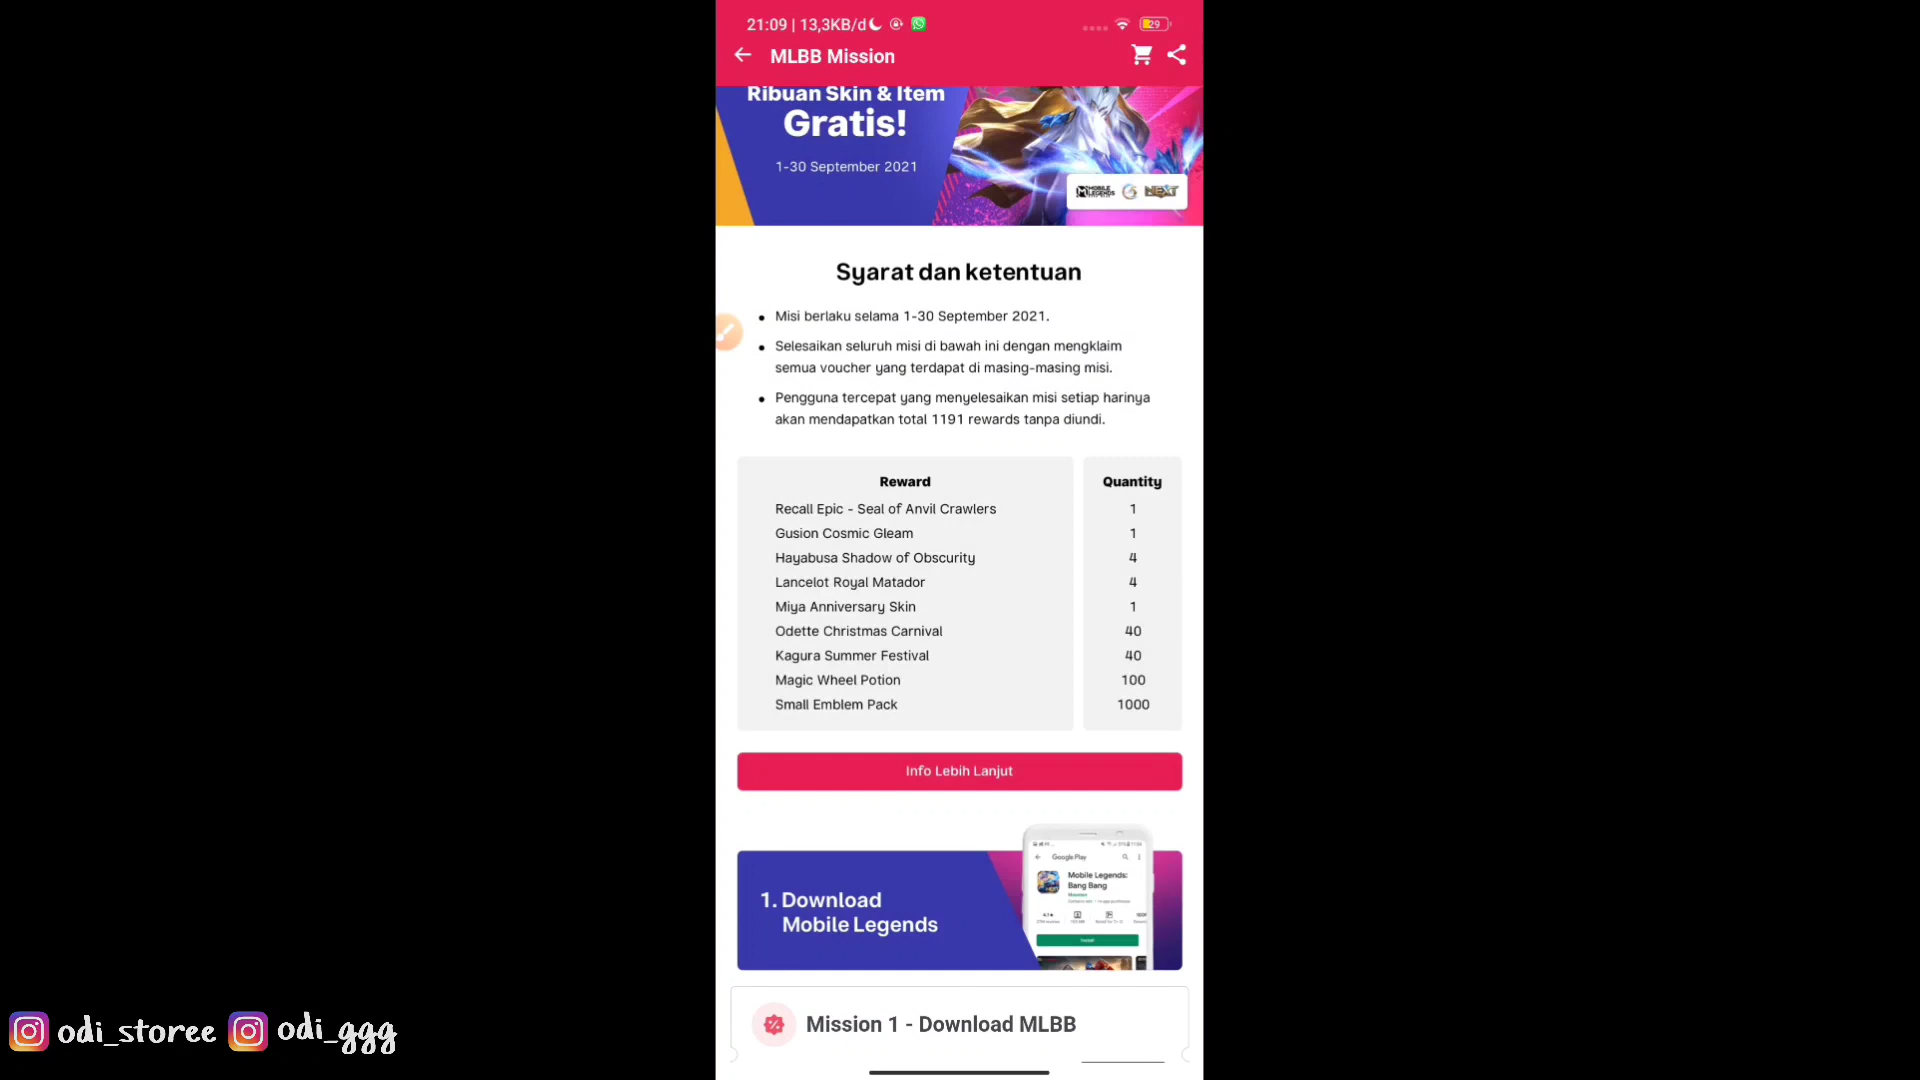 21:09 | 13,3KB/d
29
MLBB Mission
Ribuan Skin & Item
Gratis!
1-30 September 2021
MOBILE
LEGENDS
NEXT
Syarat dan ketentuan
Misi berlaku selama 1-30 September 2021.
Selesaikan seluruh misi di bawah ini dengan mengklaim
semua voucher yang terdapat di masing-masing misi.
Pengguna tercepat yang menyelesaikan misi setiap harinya
akan mendapatkan total 1191 rewards tanpa diundi.
Reward Quantity
Recall Epic - Seal of Anvil Crawlers 1
Gusion Cosmic Gleam 1
Hayabusa Shadow of Obscurity 4
Lancelot Royal Matador 4
Miya Anniversary Skin 1
Odette Christmas Carnival 40
Kagura Summer Festival 40
Magic Wheel Potion 100
Small Emblem Pack 1000
Info Lebih Lanjut
Google Play
Mobile Legends:
Bang Bang
1. Download
Mobile Legends
Mission 1 - Download MLBB
odi_storee odi_ggg